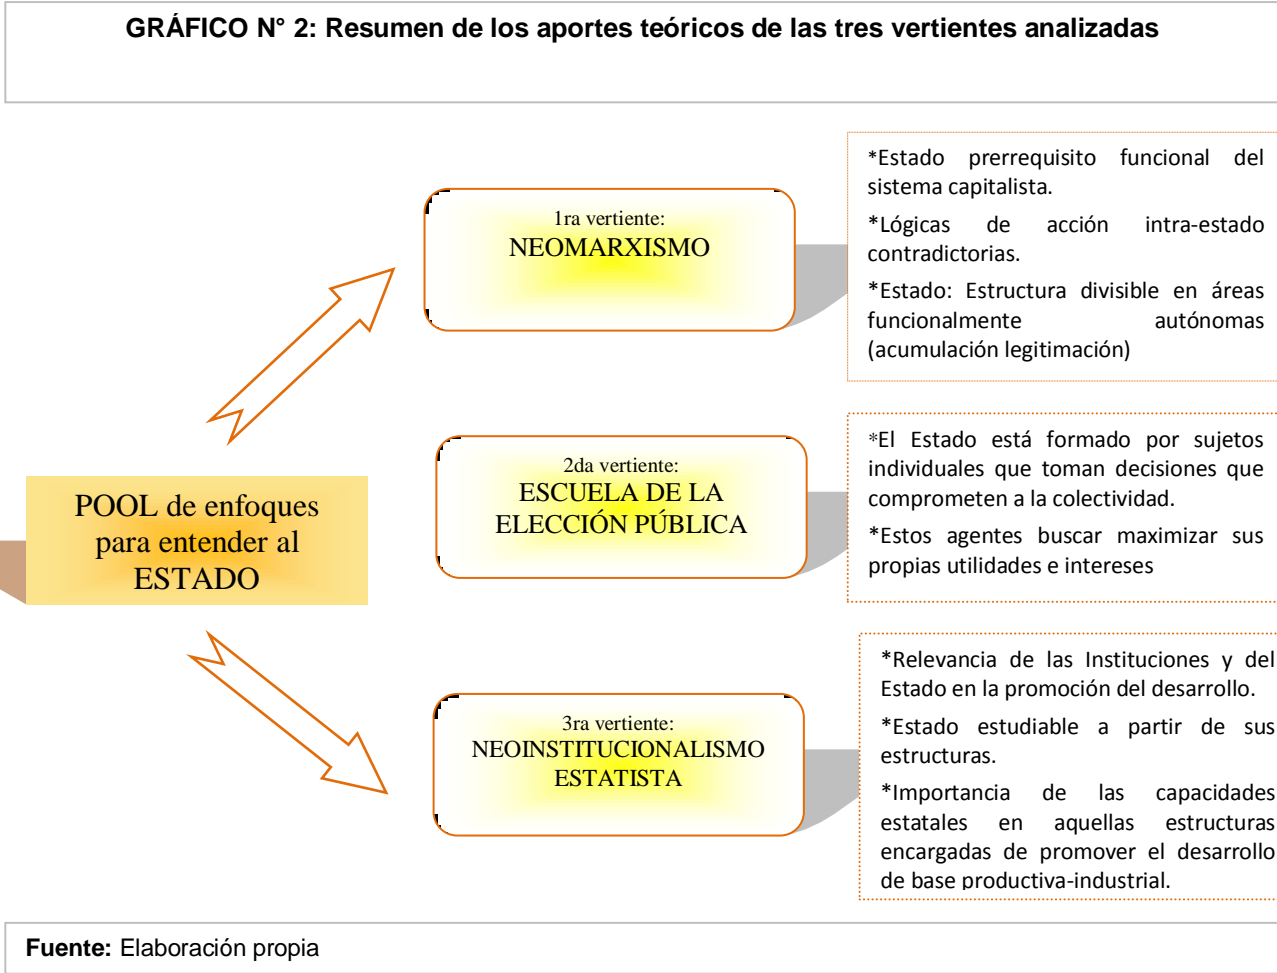 GRÁFICO N° 2: Resumen de los aportes teóricos de las tres vertientes analizadas
POOL de enfoques
para entender al
ESTADO
1ra vertiente:
NEOMARXISMO
*Estado prerrequisito funcional del
sistema capitalista.
*Lógicas de acción intra-estado
contradictorias.
*Estado: Estructura divisible en áreas
funcionalmente autónomas
(acumulación legitimación)
2da vertiente:
ESCUELA DE LA
ELECCIÓN PÚBLICA
*El Estado está formado por sujetos
individuales que toman decisiones que
comprometen a la colectividad.
*Estos agentes buscar maximizar sus
propias utilidades e intereses
3ra vertiente:
NEOINSTITUCIONALISMO
ESTATISTA
*Relevancia de las Instituciones y del
Estado en la promoción del desarrollo.
*Estado estudiable a partir de sus
estructuras.
*Importancia de las capacidades
estatales en aquellas estructuras
encargadas de promover el desarrollo
de base productiva-industrial.
Fuente: Elaboración propia